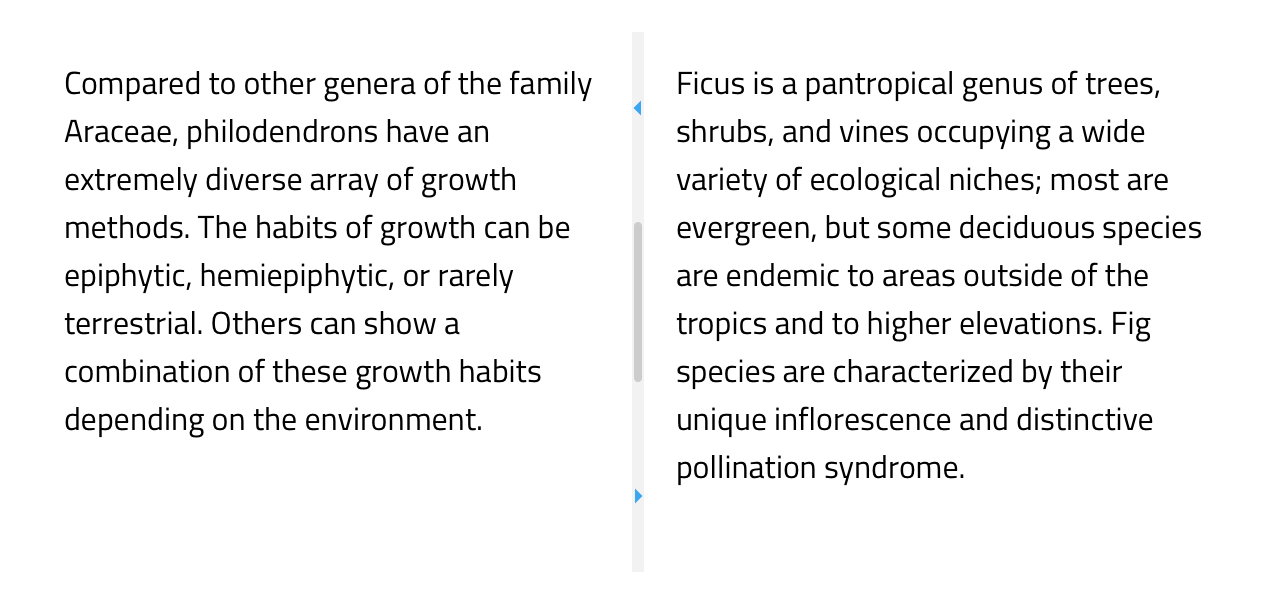 Compared to other genera of the family
Araceae, philodendrons have an
extremely diverse array of growth
methods. The habits of growth can be
epiphytic, hemiepiphytic, or rarely
terrestrial. Others can show a
combination of these growth habits
depending on the environment.
Ficus is a pantropical genus of trees,
shrubs, and vines occupying a wide
variety of ecological niches; most are
evergreen, but some deciduous species
are endemic to areas outside of the
tropics and to higher elevations. Fig
species are characterized by their
unique inflorescence and distinctive
pollination syndrome.